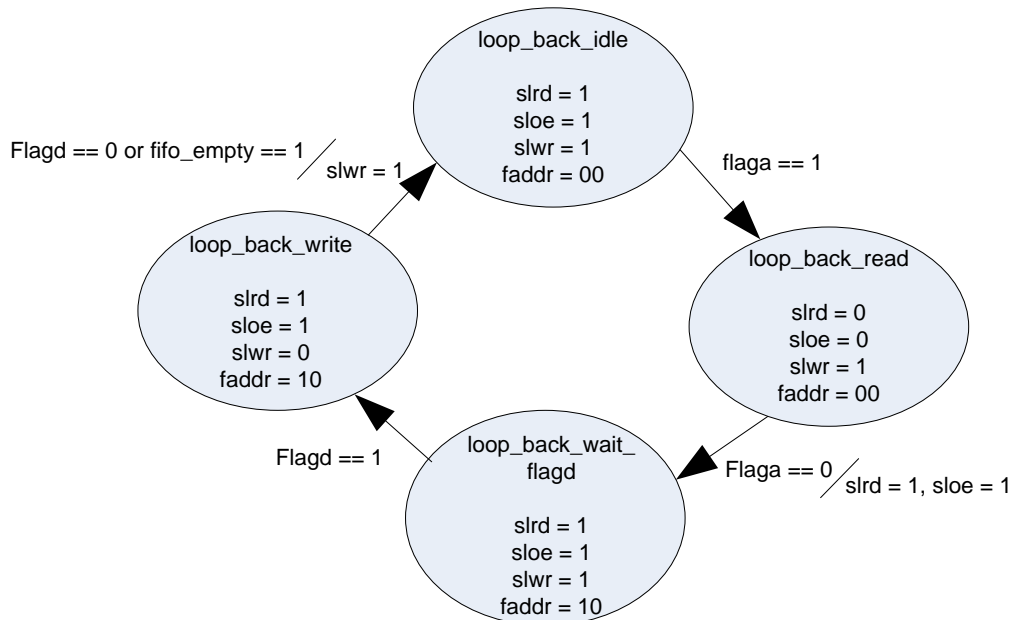 loop_back_idle
slrd = 1
sloe = 1
slwr = 1
faddr = 00
Flagd == 0 or fifo_empty == 1
slwr = 1
flaga == 1
loop_back_write
slrd = 1
sloe = 1
slwr = 0
faddr = 10
loop_back_read
slrd = 0
sloe = 0
slwr = 1
faddr = 00
Flagd == 1
loop_back_wait_
flagd
slrd = 1
sloe = 1
slwr = 1
faddr = 10
Flaga == 0
slrd = 1, sloe = 1